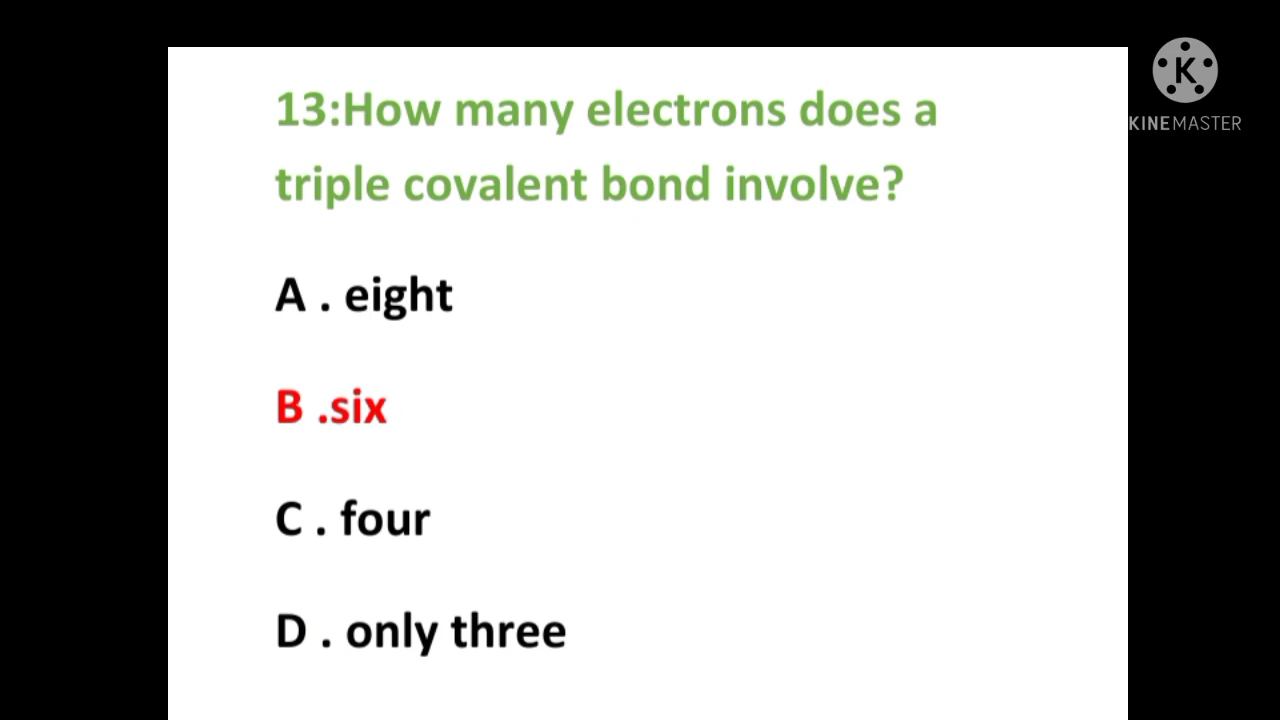 13:How many electrons does a
triple covalent bond involve?
A . eight
B .six
C . four
D . only three
K
KINEMASTER